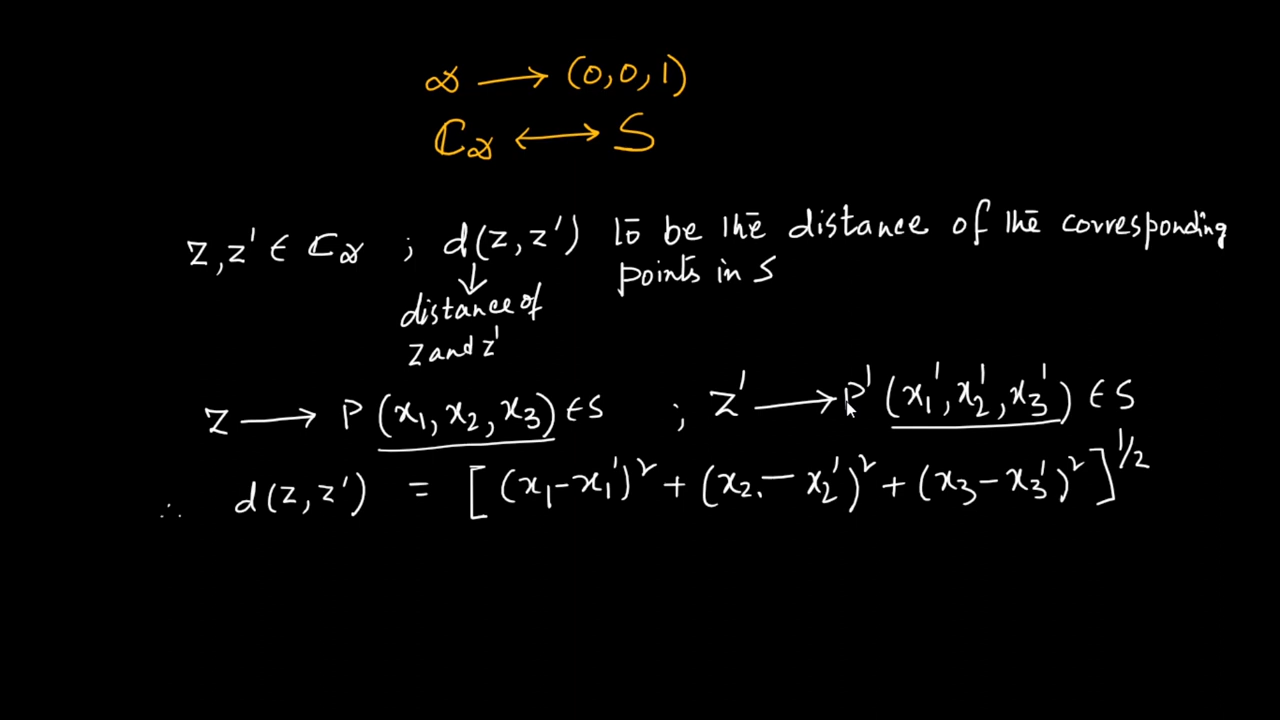 ∞ → (0,0,1)
ℂ∞ ↔ S
z, z' ∈ ℂ∞ ; d(z, z') to be the distance of the corresponding
points in S
↓
distance of
z and z'
z → P (x₁, x₂, x₃) ∈ S ; z' → P' (x₁', x₂', x₃') ∈ S
∴ d(z, z') = [(x₁-x₁')² + (x₂.-x₂')² + (x₃-x₃')²]^1/2